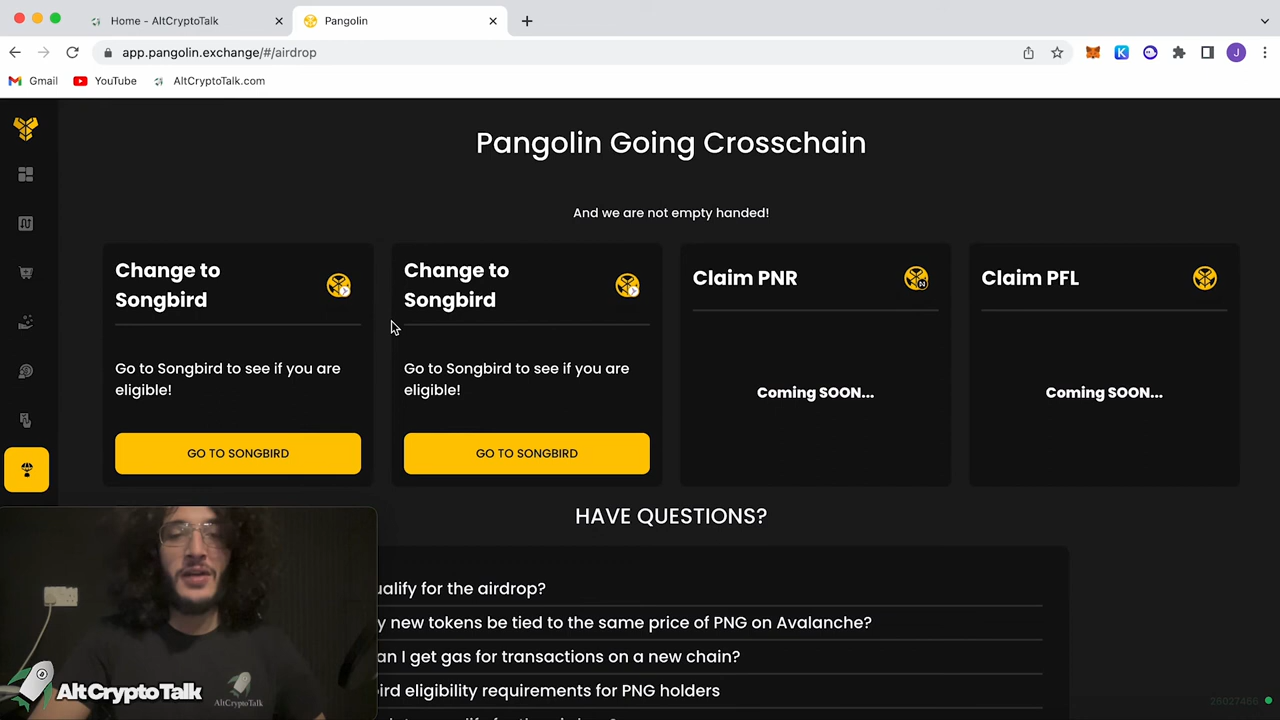 Home - AltCryptoTalk
Pangolin
app.pangolin.exchange/#/airdrop
J
Gmail
YouTube
AltCryptoTalk.com
Pangolin Going Crosschain
And we are not empty handed!
Change to
Songbird
Go to Songbird to see if you are
eligible!
GO TO SONGBIRD
Change to
Songbird
Go to Songbird to see if you are
eligible!
GO TO SONGBIRD
Claim PNR
Coming SOON...
Claim PFL
Coming SOON...
HAVE QUESTIONS?
ualify for the airdrop?
y new tokens be tied to the same price of PNG on Avalanche?
an I get gas for transactions on a new chain?
ird eligibility requirements for PNG holders
AltCryptoTalk
AltCryptoTalk
26027466